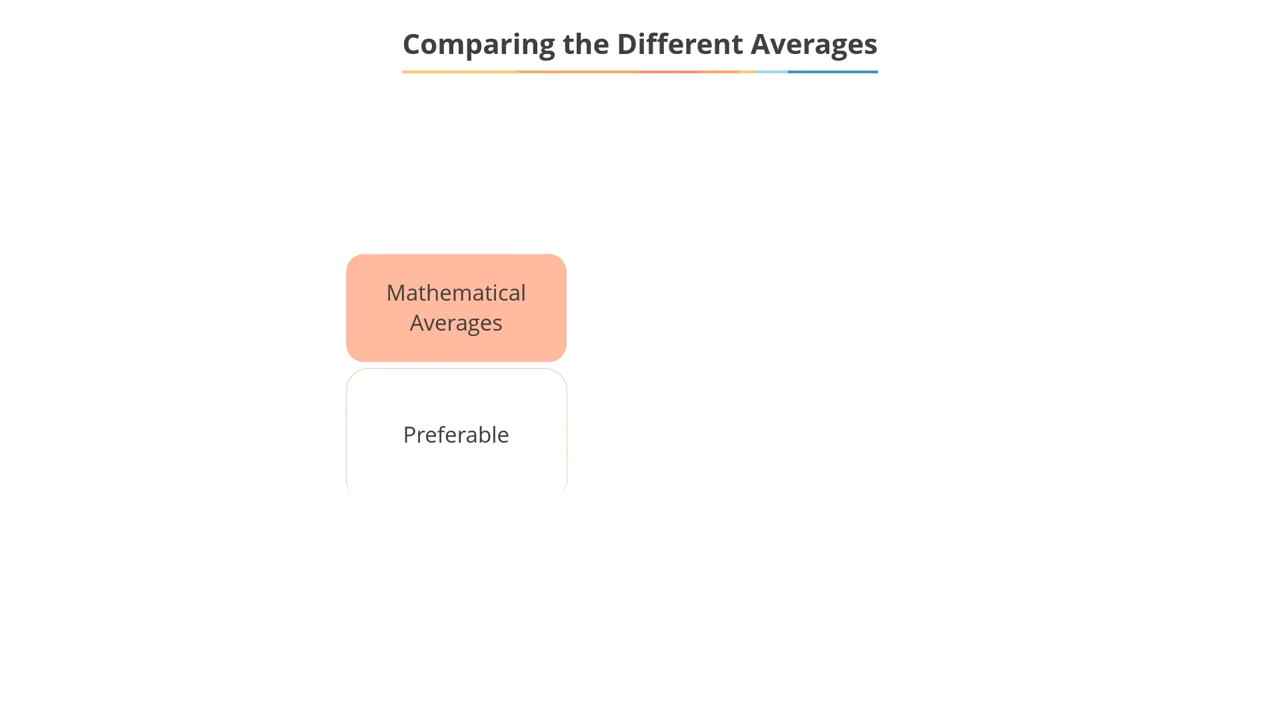 Comparing the Different Averages
Mathematical
Averages
Preferable